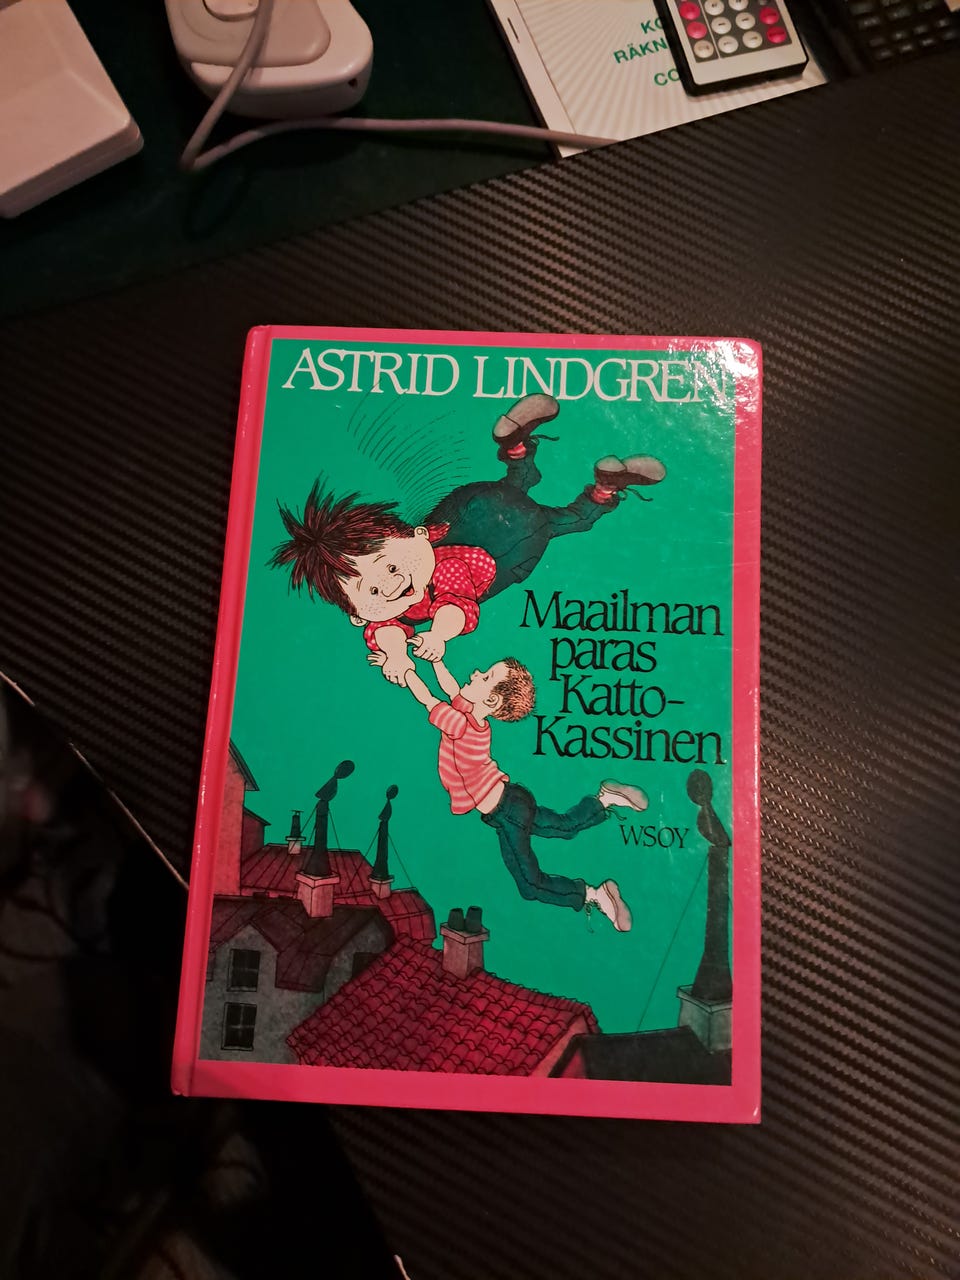 ASTRID LINDGREN
Maailman
paras
Katto-
Kassinen
WSOY